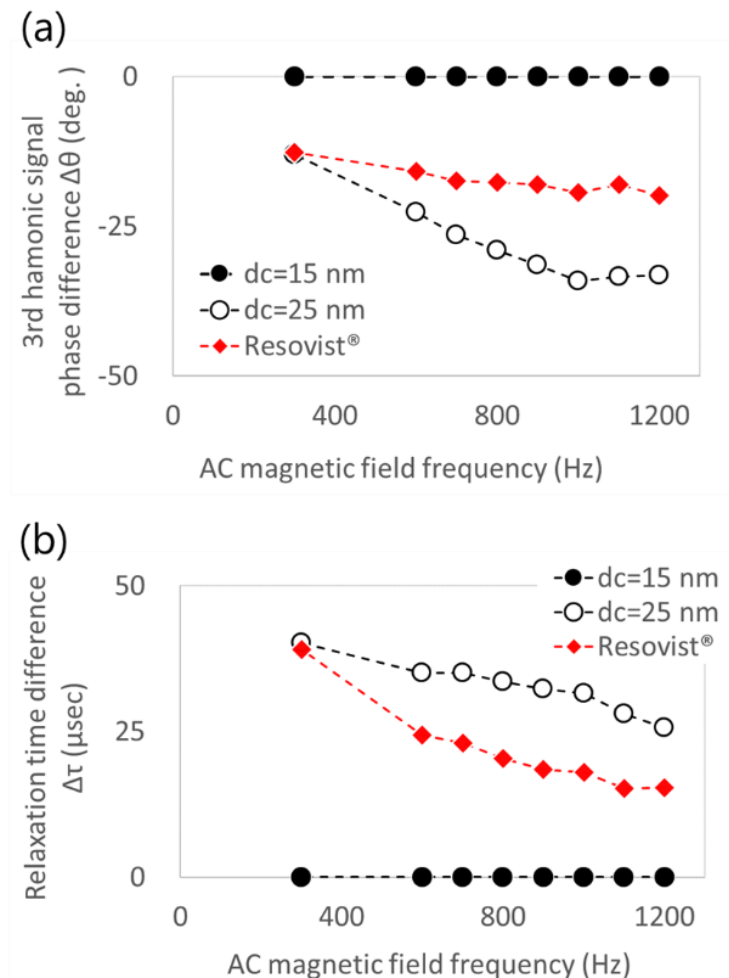 (a)
3rd hamonic signal
phase difference Δθ (deg.)
0
-25
-50
dc=15 nm
dc=25 nm
Resovist®
0
400
800
1200
AC magnetic field frequency (Hz)
(b)
Relaxation time difference
Δτ (μsec)
50
25
0
dc=15 nm
dc=25 nm
Resovist®
0
400
800
1200
AC magnetic field frequency (Hz)